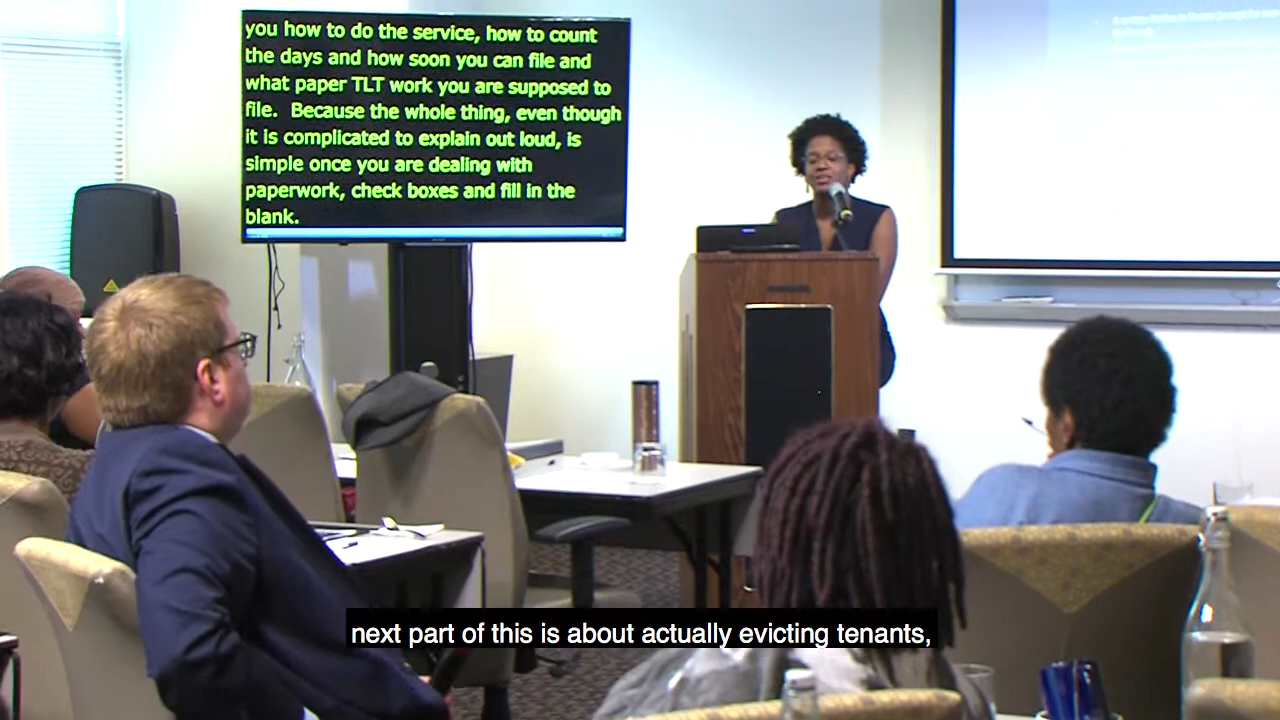 you how to do the service, how to count
the days and how soon you can file and
what paper TLT work you are supposed to
file.  Because the whole thing, even though
it is complicated to explain out loud, is
simple once you are dealing with
paperwork, check boxes and fill in the
blank.
next part of this is about actually evicting tenants,